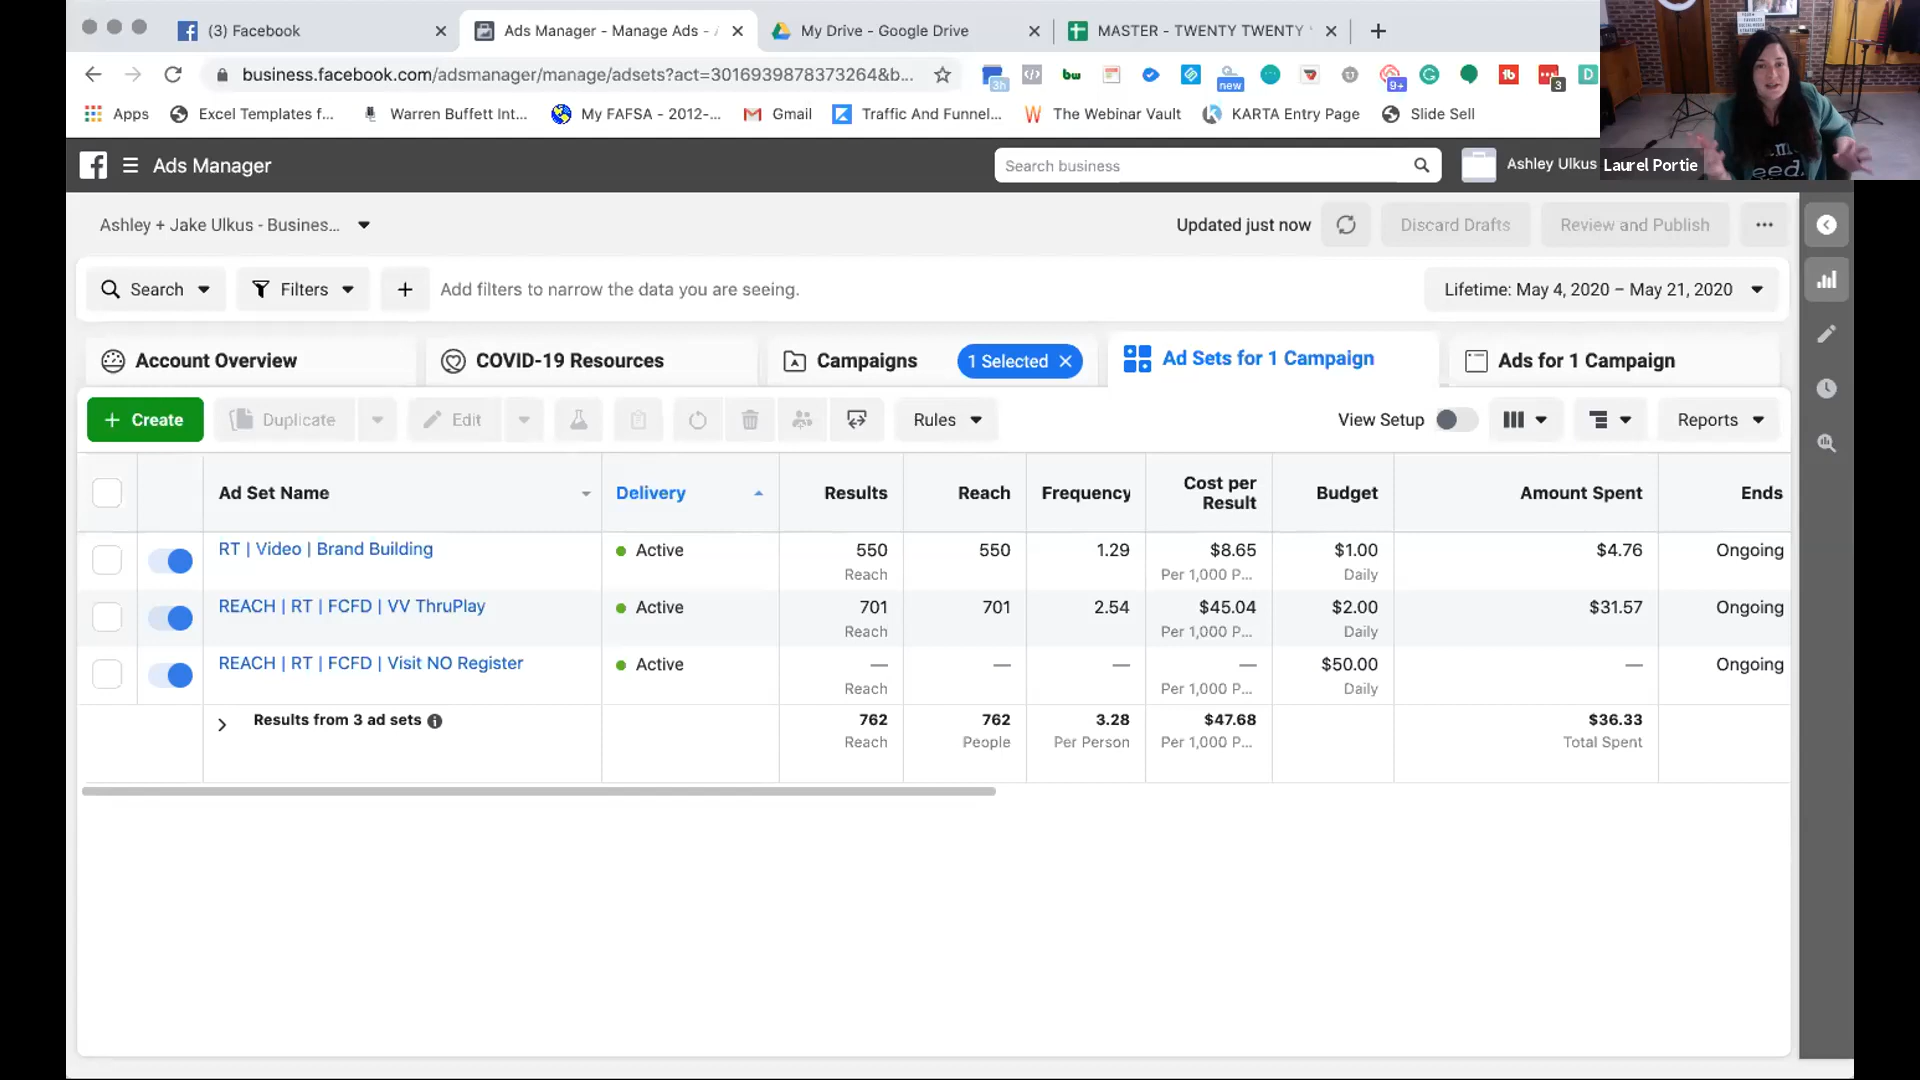 (3) Facebook
Ads Manager - Manage Ads -
My Drive - Google Drive
MASTER - TWENTY TWENTY
business.facebook.com/adsmanager/manage/adsets?act=3016939878373264&b...
3h
bw
new
9+
3
D
Apps
Excel Templates f...
Warren Buffett Int...
My FAFSA - 2012-...
Gmail
Traffic And Funnel...
The Webinar Vault
KARTA Entry Page
Slide Sell
Ads Manager
Search business
Ashley Ulkus
Laurel Portie
Ashley + Jake Ulkus - Busines...
Updated just now
Discard Drafts
Review and Publish
Search
Filters
Add filters to narrow the data you are seeing.
Lifetime: May 4, 2020 – May 21, 2020
Account Overview
COVID-19 Resources
Campaigns
1 Selected
Ad Sets for 1 Campaign
Ads for 1 Campaign
+ Create
Duplicate
Edit
Rules
View Setup
Reports
Ad Set Name Delivery Results Reach Frequency Cost per Result Budget Amount Spent Ends
RT | Video | Brand Building Active 550 550 1.29 $8.65 $1.00 $4.76 Ongoing
Reach Per 1,000 P... Daily
REACH | RT | FCFD | VV ThruPlay Active 701 701 2.54 $45.04 $2.00 $31.57 Ongoing
Reach Per 1,000 P... Daily
REACH | RT | FCFD | Visit NO Register Active — — — — $50.00 — Ongoing
Reach Per 1,000 P... Daily
Results from 3 ad sets 762 762 3.28 $47.68 $36.33
Reach People Per Person Per 1,000 P... Total Spent